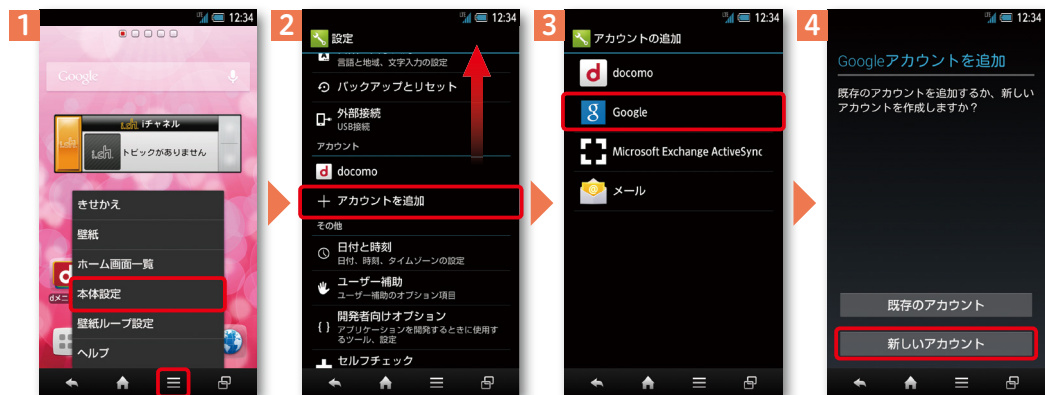 1
12:34
Google
i.ch. iチャネル
i.ch.
i.ch.
トピックがありません
きせかえ
壁紙
ホーム画面一覧
本体設定
壁紙ループ設定
ヘルプ
dメニ
2
12:34
設定
言語と地域、文字入力の設定
バックアップとリセット
外部接続
USB接続
アカウント
docomo
アカウントを追加
その他
日付と時刻
日付、時刻、タイムゾーンの設定
ユーザー補助
ユーザー補助のオプション項目
開発者向けオプション
アプリケーションを開発するときに使用す
るツール、設定
セルフチェック
3
12:34
アカウントの追加
docomo
Google
Microsoft Exchange ActiveSync
メール
4
12:34
Googleアカウントを追加
既存のアカウントを追加するか、新しい
アカウントを作成しますか？
既存のアカウント
新しいアカウント